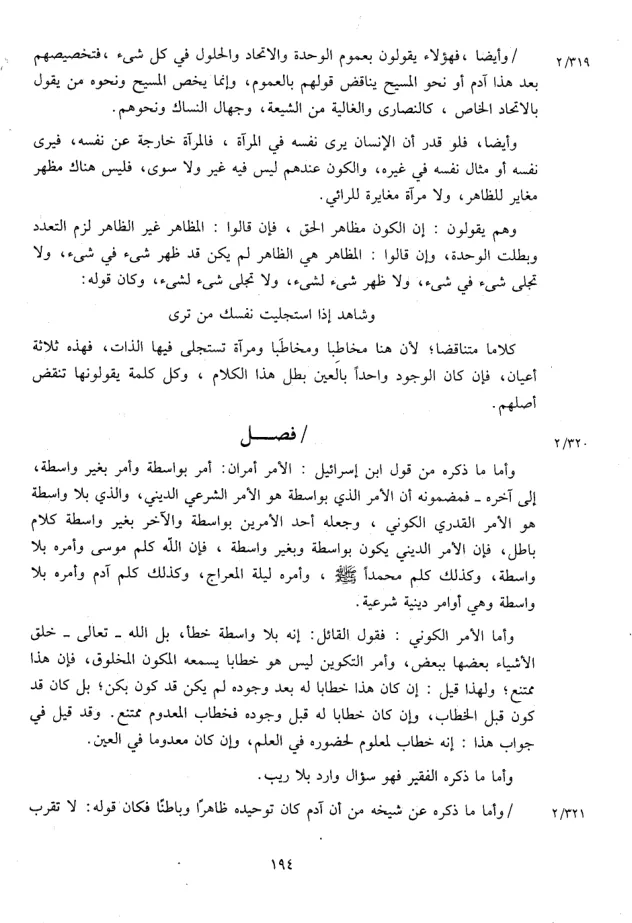 ٢/٣١٩ / وأيضا ، فهؤلاء يقولون بعموم الوحدة والاتحاد والحلول في كل شىء ، فتخصيصهم
بعد هذا آدم أو نحو المسيح يناقض قولهم بالعموم، وإنما يخص المسيح ونحوه من يقول
بالاتحاد الخاص ، كالنصارى والغالية من الشيعة، وجهال النساك ونحوهم.
وأيضا، فلو قدر أن الإنسان يرى نفسه في المرآة ، فالمرآة خارجة عن نفسه، فيرى
نفسه أو مثال نفسه في غيره، والكون عندهم ليس فيه غير ولا سوى، فليس هناك مظهر
مغاير للظاهر، ولا مرآة مغايرة للرائي.
وهم يقولون : إن الكون مظاهر الحق ، فإن قالوا : المظاهر غير الظاهر لزم التعدد
وبطلت الوحدة، وإن قالوا : المظاهر هي الظاهر لم يكن قد ظهر شىء في شىء، ولا
تجلى شىء في شىء، ولا ظهر شىء لشىء، ولا تجلى شىء لشىء، وكان قوله:
وشاهد إذا استجليت نفسك من ترى
كلاما متناقضا؛ لأن هنا مخاطِبا ومخاطَبا ومرآة تستجلى فيها الذات، فهذه ثلاثة
أعيان، فإن كان الوجود واحداً بالعين بطل هذا الكلام ، وكل كلمة يقولونها تنقض
أصلهم.
٢/٣٢٠ / فصـــل
وأما ما ذكره من قول ابن إسرائيل : الأمر أمران: أمر بواسطة وأمر بغير واسطة،
إلى آخره ـ فمضمونه أن الأمر الذي بواسطة هو الأمر الشرعي الديني، والذي بلا واسطة
هو الأمر القدري الكوني ، وجعله أحد الأمرين بواسطة والآخر بغير واسطة كلام
باطل، فإن الأمر الديني يكون بواسطة وبغير واسطة ، فإن الله كلم موسى وأمره بلا
واسطة، وكذلك كلم محمداً ﷺ ، وأمره ليلة المعراج، وكذلك كلم آدم وأمره بلا
واسطة وهي أوامر دينية شرعية.
وأما الأمر الكوني : فقول القائل: إنه بلا واسطة خطأ، بل الله ـ تعالى ـ خلق
الأشياء بعضها ببعض، وأمر التكوين ليس هو خطابا يسمعه المكون المخلوق، فإن هذا
ممتنع؛ ولهذا قيل : إن كان هذا خطابا له بعد وجوده لم يكن قد كون بكن؛ بل كان قد
كون قبل الخطاب، وإن كان خطابا له قبل وجوده فخطاب المعدوم ممتنع. وقد قيل في
جواب هذا : إنه خطاب لمعلوم لحضوره في العلم، وإن كان معدوما في العين.
وأما ما ذكره الفقير فهو سؤال وارد بلا ريب.
٢/٣٢١ / وأما ما ذكره عن شيخه من أن آدم كان توحيده ظاهرًا وباطنًا فكان قوله: لا تقرب
١٩٤